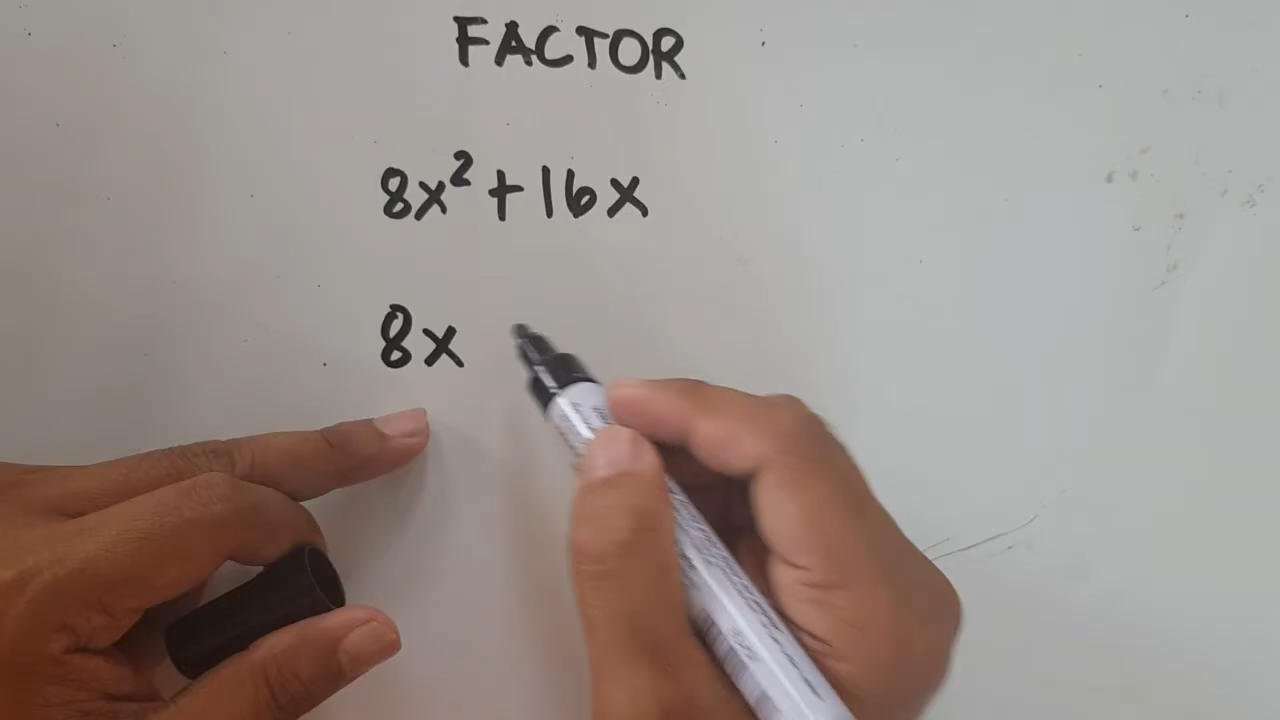 FACTOR
8x² + 16x
8x